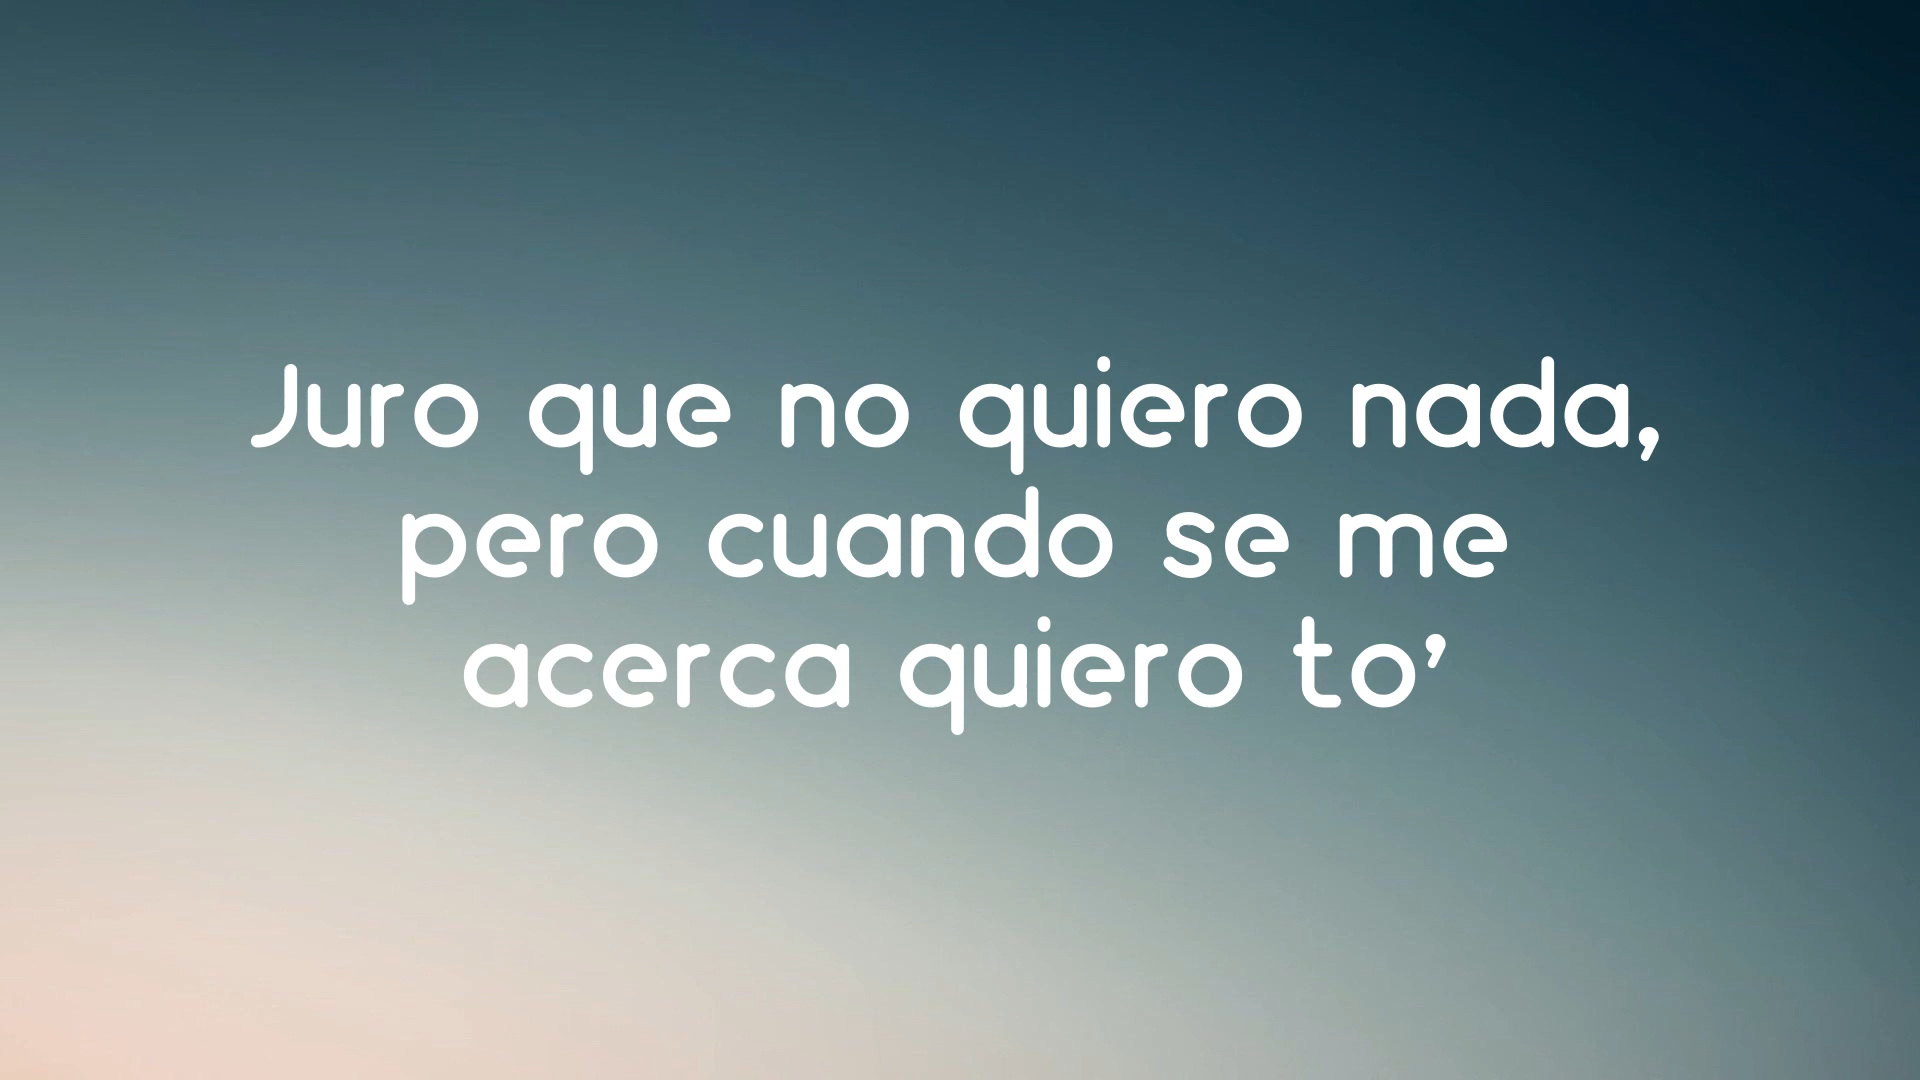 Juro que no quiero nada,
pero cuando se me
acerca quiero to’